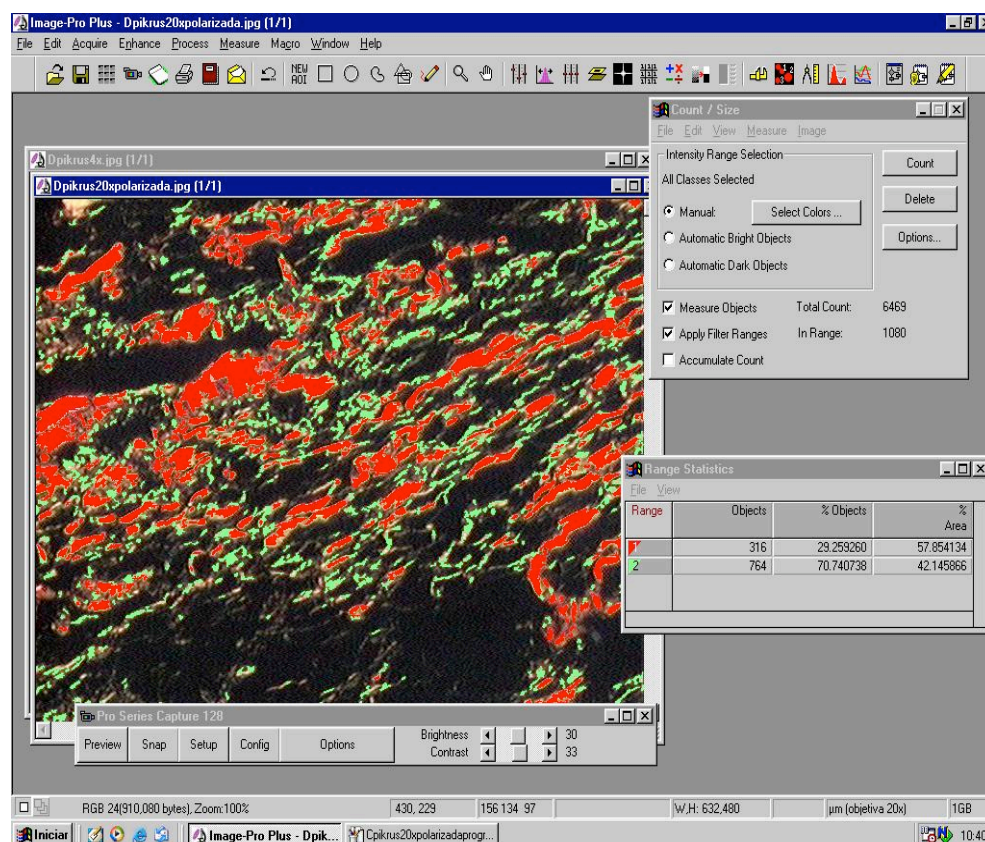 Image-Pro Plus - Dpikrus20xpolarizada.jpg (1/1)
File Edit Acquire Enhance Process Measure Macro Window Help
NEW AOI
Count / Size
File Edit View Measure Image
Intensity Range Selection
All Classes Selected
Manual: Select Colors ...
Automatic Bright Objects
Automatic Dark Objects
Count
Delete
Options...
Measure Objects Total Count: 6469
Apply Filter Ranges In Range: 1080
Accumulate Count
Dpikrus4x.jpg (1/1)
Dpikrus20xpolarizada.jpg (1/1)
Range Statistics
File View
Range Objects % Objects % Area
1 316 29.259260 57.854134
2 764 70.740738 42.145866
Pro Series Capture 128
Preview Snap Setup Config Options
Brightness 30
Contrast 33
RGB 24(910,080 bytes), Zoom:100% 430, 229 156 134 97 W,H: 632,480 µm (objetiva 20x) 1GB
Iniciar Image-Pro Plus - Dpik... Cpikrus20xpolarizadaprogr... 10:40